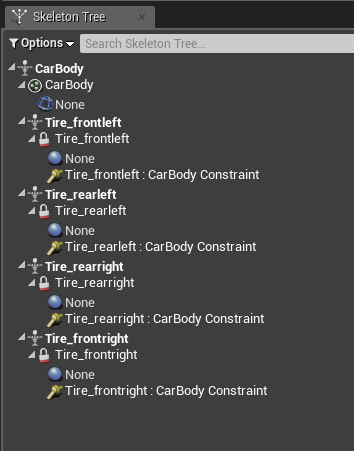 Skeleton Tree
Options Search Skeleton Tree...
CarBody
CarBody
None
Tire_frontleft
Tire_frontleft
None
Tire_frontleft : CarBody Constraint
Tire_rearleft
Tire_rearleft
None
Tire_rearleft : CarBody Constraint
Tire_rearright
Tire_rearright
None
Tire_rearright : CarBody Constraint
Tire_frontright
Tire_frontright
None
Tire_frontright : CarBody Constraint